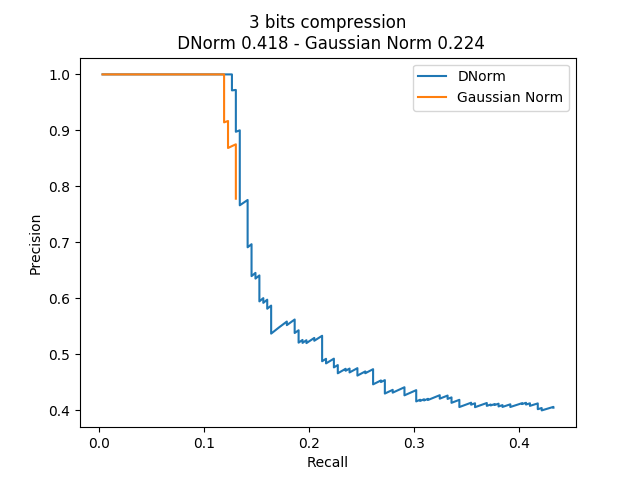 3 bits compression
DNorm 0.418 - Gaussian Norm 0.224
DNorm
Gaussian Norm
1.0
0.9
0.8
0.7
0.6
0.5
0.4
Precision
0.0
0.1
0.2
0.3
0.4
Recall